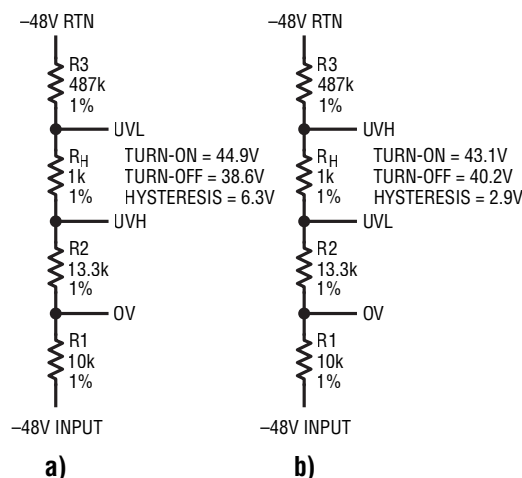 –48V RTN
R3
487k
1%
UVL
RH
1k
1%
TURN-ON = 44.9V
TURN-OFF = 38.6V
HYSTERESIS = 6.3V
UVH
R2
13.3k
1%
OV
R1
10k
1%
–48V INPUT
a)
–48V RTN
R3
487k
1%
UVH
RH
1k
1%
TURN-ON = 43.1V
TURN-OFF = 40.2V
HYSTERESIS = 2.9V
UVL
R2
13.3k
1%
OV
R1
10k
1%
–48V INPUT
b)